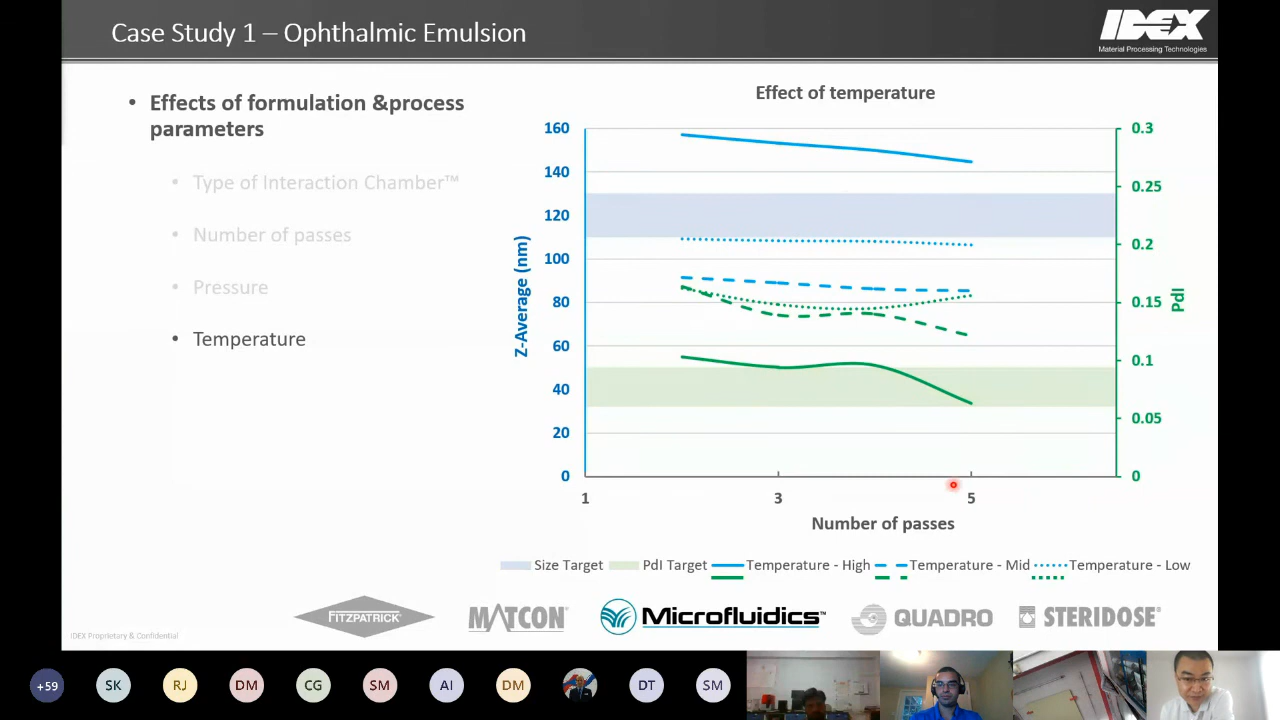 Case Study 1 – Ophthalmic Emulsion
IDEX
Material Processing Technologies
• Effects of formulation &process
parameters
• Type of Interaction Chamber™
• Number of passes
• Pressure
• Temperature
Effect of temperature
160
140
120
100
80
60
40
20
0
Z-Average (nm)
0.3
0.25
0.2
0.15
0.1
0.05
0
PdI
1 3 5
Number of passes
Size Target PdI Target Temperature - High Temperature - Mid Temperature - Low
FITZPATRICK MATCON Microfluidics™ QUADRO STERIDOSE
IDEX Proprietary & Confidential
+59 SK RJ DM CG SM AI DM DT SM